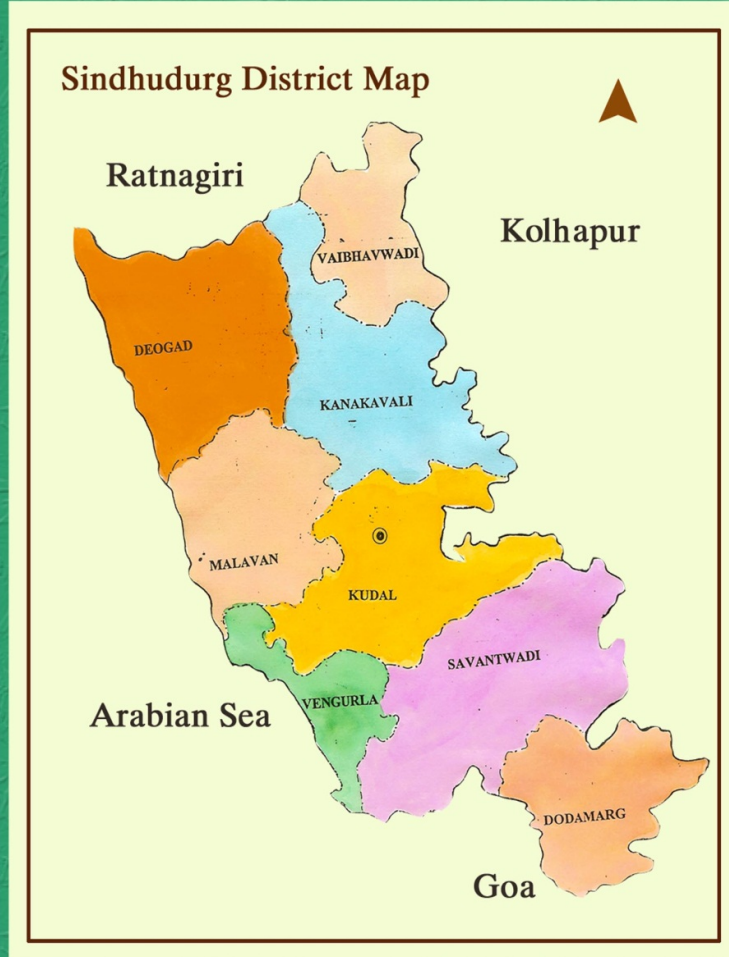 Sindhudurg District Map
Ratnagiri
Kolhapur
VAIBHAVWADI
DEOGAD
KANAKAVALI
MALAVAN
KUDAL
SAVANTWADI
VENGURLA
Arabian Sea
DODAMARG
Goa